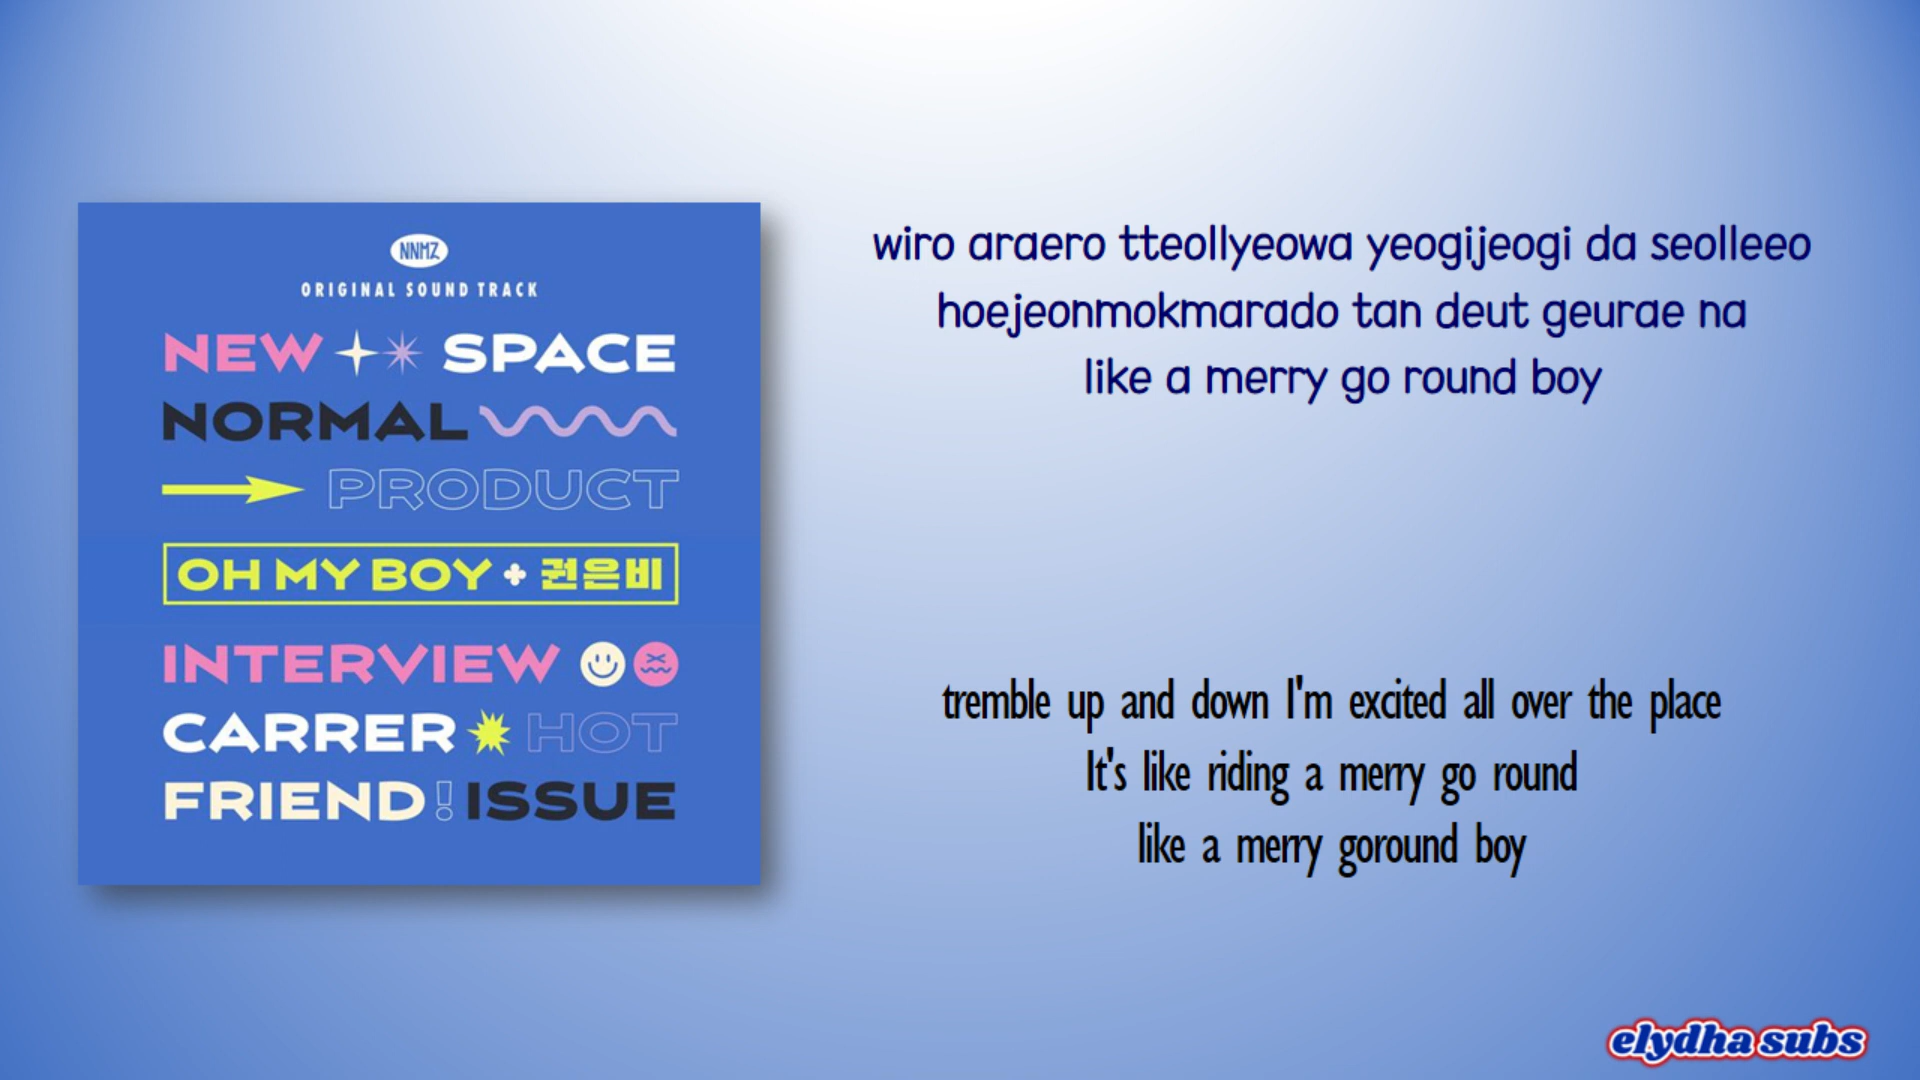 NNMZ
ORIGINAL SOUND TRACK
NEW SPACE
NORMAL
PRODUCT
OH MY BOY + 권은비
INTERVIEW
CARRER HOT
FRIEND ! ISSUE
wiro araero tteollyeowa yeogijeogi da seolleeo
hoejeonmokmarado tan deut geurae na
like a merry go round boy
tremble up and down I'm excited all over the place
It's like riding a merry go round
like a merry goround boy
elydha subs